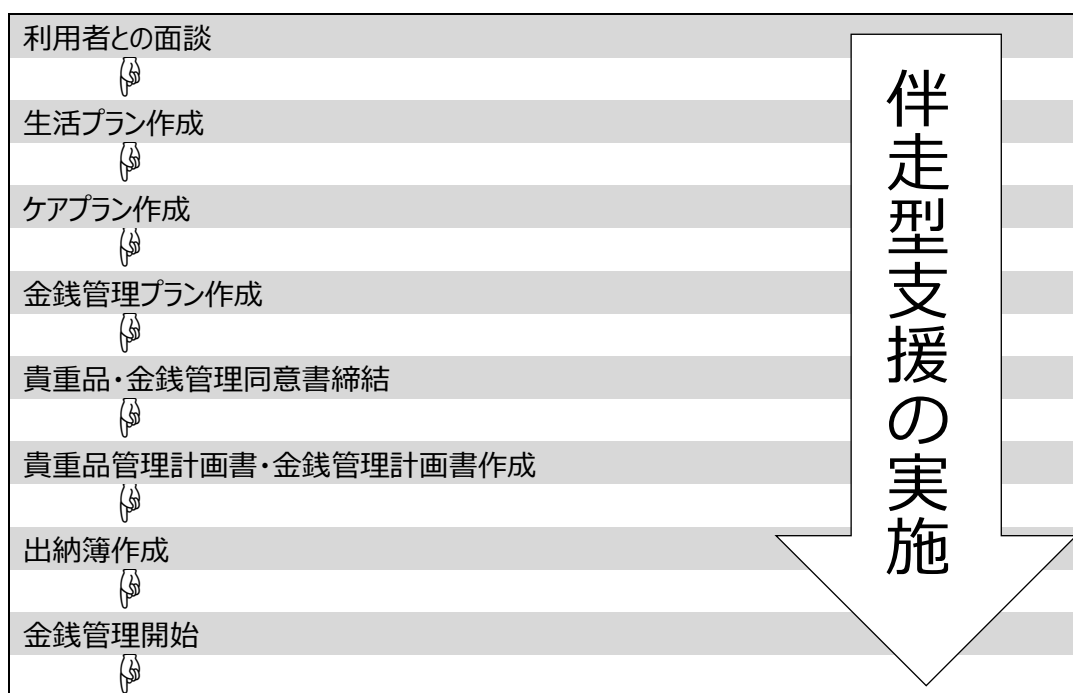 利用者との面談
生活プラン作成
ケアプラン作成
金銭管理プラン作成
貴重品・金銭管理同意書締結
貴重品管理計画書・金銭管理計画書作成
出納簿作成
金銭管理開始
伴走型支援の実施